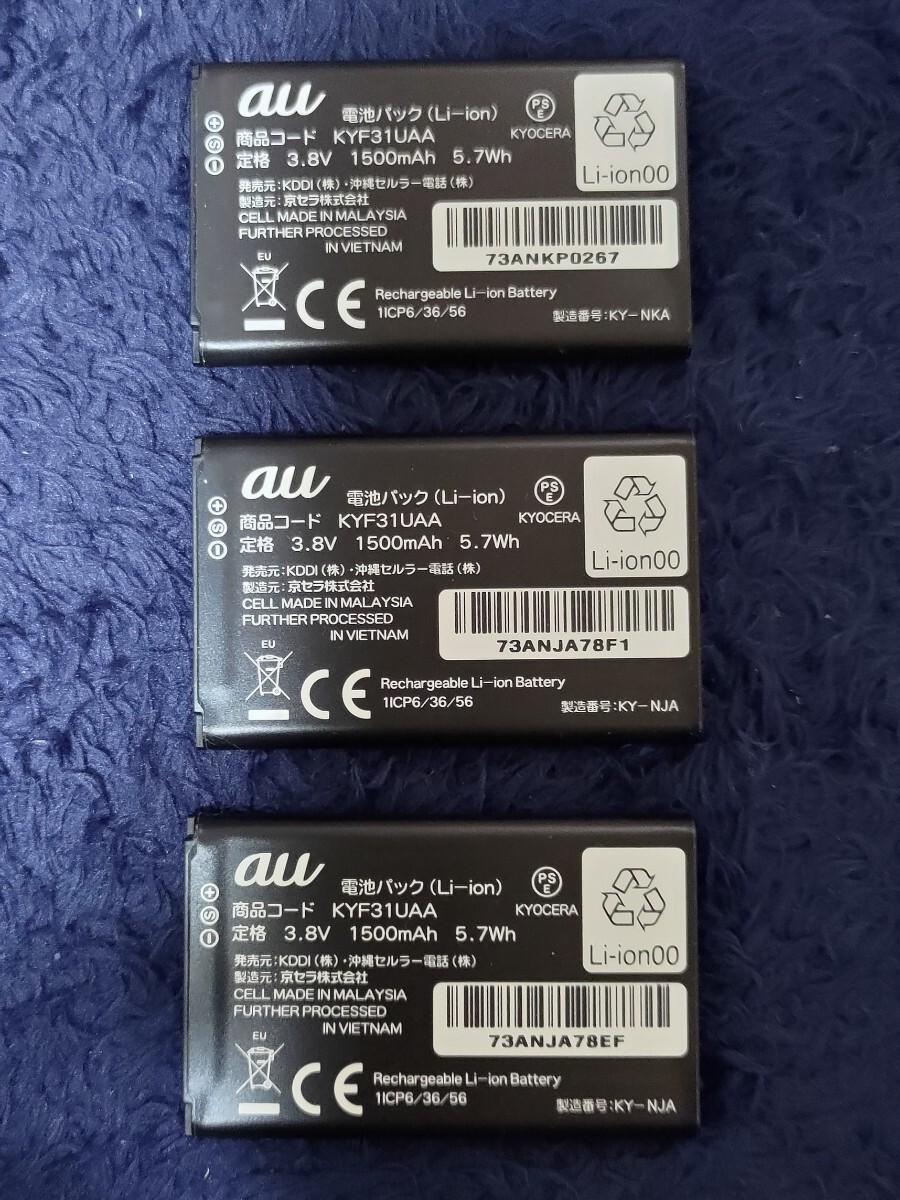 au
電池パック(Li-ion)
PSE
KYOCERA
商品コード KYF31UAA
定格 3.8V 1500mAh 5.7Wh
Li-ion00
発売元:KDDI(株)・沖縄セルラー電話(株)
製造元:京セラ株式会社
CELL MADE IN MALAYSIA
FURTHER PROCESSED
IN VIETNAM
73ANKP0267
EU
CE
Rechargeable Li-ion Battery
1ICP6/36/56
製造番号:KY-NKA
+
S
-
au
電池パック(Li-ion)
PSE
KYOCERA
商品コード KYF31UAA
定格 3.8V 1500mAh 5.7Wh
Li-ion00
発売元:KDDI(株)・沖縄セルラー電話(株)
製造元:京セラ株式会社
CELL MADE IN MALAYSIA
FURTHER PROCESSED
IN VIETNAM
73ANJA78F1
EU
CE
Rechargeable Li-ion Battery
1ICP6/36/56
製造番号:KY-NJA
+
S
-
au
電池パック(Li-ion)
PSE
KYOCERA
商品コード KYF31UAA
定格 3.8V 1500mAh 5.7Wh
Li-ion00
発売元:KDDI(株)・沖縄セルラー電話(株)
製造元:京セラ株式会社
CELL MADE IN MALAYSIA
FURTHER PROCESSED
IN VIETNAM
73ANJA78EF
EU
CE
Rechargeable Li-ion Battery
1ICP6/36/56
製造番号:KY-NJA
+
S
-